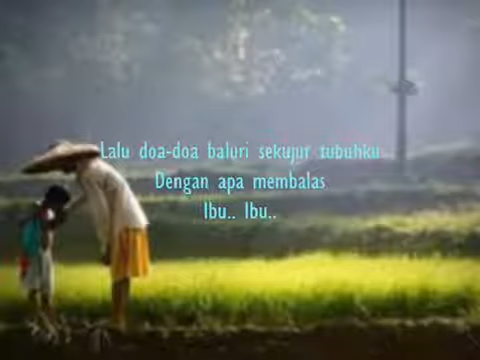 Lalu doa-doa baluri sekujur tubuhku
Dengan apa membalas
Ibu.. Ibu..